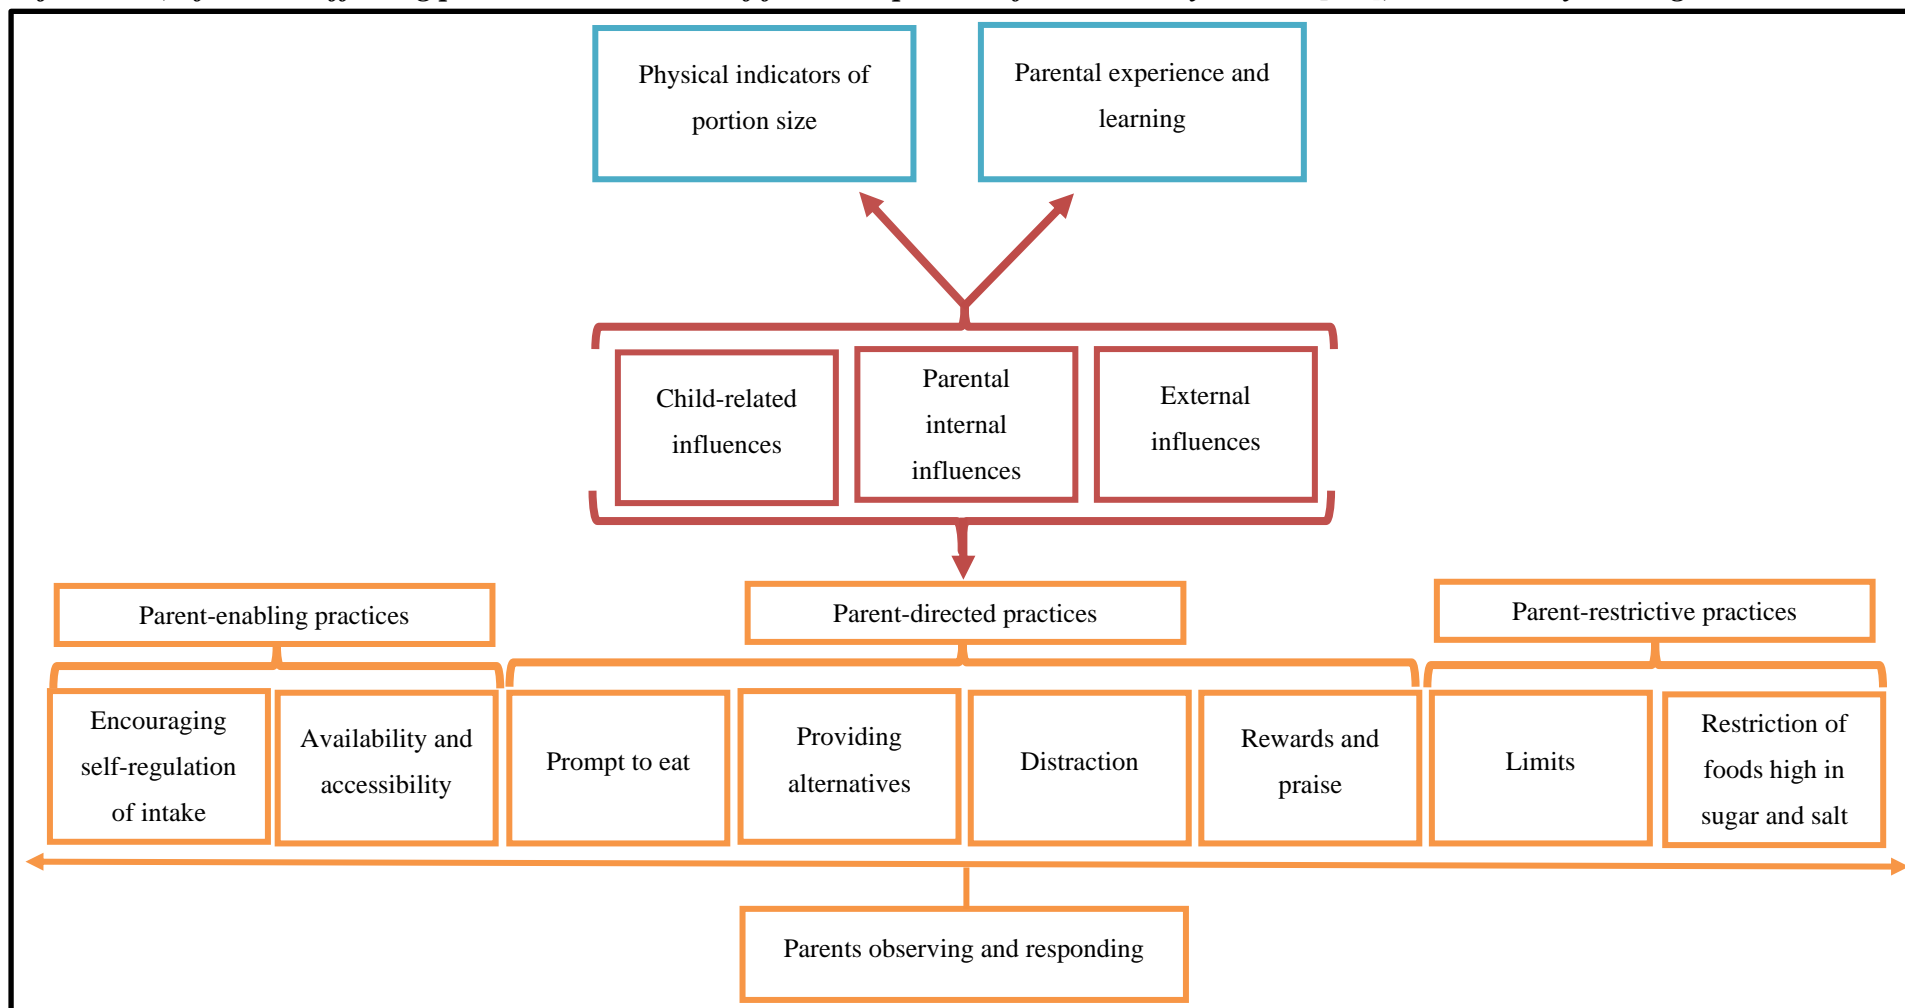 Physical indicators of
portion size
Parental experience and
learning
Child-related
influences
Parental
internal
influences
External
influences
Parent-enabling practices
Parent-directed practices
Parent-restrictive practices
Encouraging
self-regulation
of intake
Availability and
accessibility
Prompt to eat
Providing
alternatives
Distraction
Rewards and
praise
Limits
Restriction of
foods high in
sugar and salt
Parents observing and responding